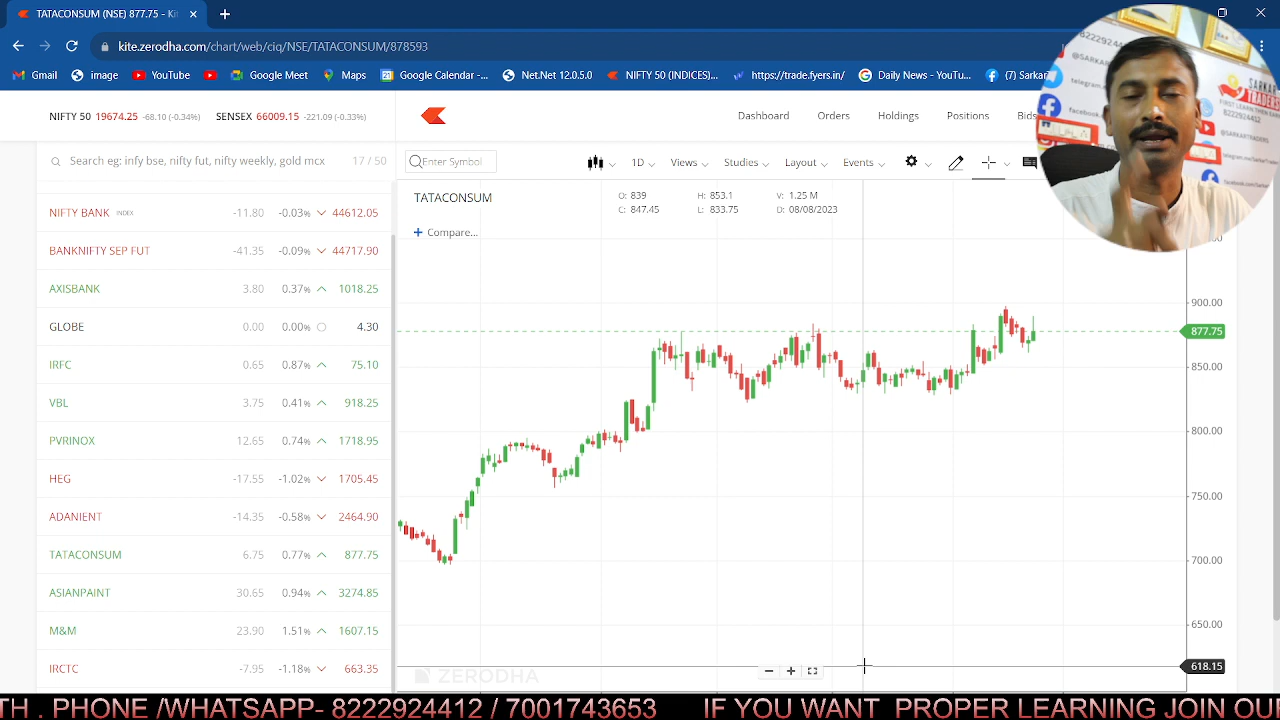 TATACONSUM (NSE) 877.75 - Kit
kite.zerodha.com/chart/web/ciq/NSE/TATACONSUM/878
Gmail
image
YouTube
Google Meet
Maps
Google Calendar -...
Net.Net 12.0.5.0
NIFTY 50 (INDICES),...
https://trade.fyers.in/
Daily News - YouTu...
NIFTY 50 19674.25 -68.10 (-0.34%) SENSEX 66009.15 -221.09 (-0.33%)
Dashboard Orders Holdings Positions Bids
Search eg: infy bse, nifty fut, nifty weekly, gold mcx 17 / 50
Enter Symbol
1D Views Studies Layout Events
NIFTY BANK INDEX -11.80 -0.03% 44612.05
BANKNIFTY SEP FUT -41.35 -0.09% 44717.90
AXISBANK 3.80 0.37% 1018.25
GLOBE 0.00 0.00% 4.30
IRFC 0.65 0.87% 75.10
VBL 3.75 0.41% 918.25
PVRINOX 12.65 0.74% 1718.95
HEG -17.55 -1.02% 1705.45
ADANIENT -14.35 -0.58% 2464.90
TATACONSUM 6.75 0.77% 877.75
ASIANPAINT 30.65 0.94% 3274.85
M&M 23.90 1.51% 1607.15
IRCTC -7.95 -1.18% 663.35
TATACONSUM
O: 839 H: 853.1 V: 1.25 M
C: 847.45 L: 833.75 D: 08/08/2023
+ Compare...
900.00
877.75
850.00
800.00
750.00
700.00
650.00
618.15
ZERODHA
SARKAR
TRADERS
FIRST LEARN THEN
8222924412
TH . PHONE /WHATSAPP- 8222924412 / 7001743653 IF YOU WANT PROPER LEARNING JOIN OU